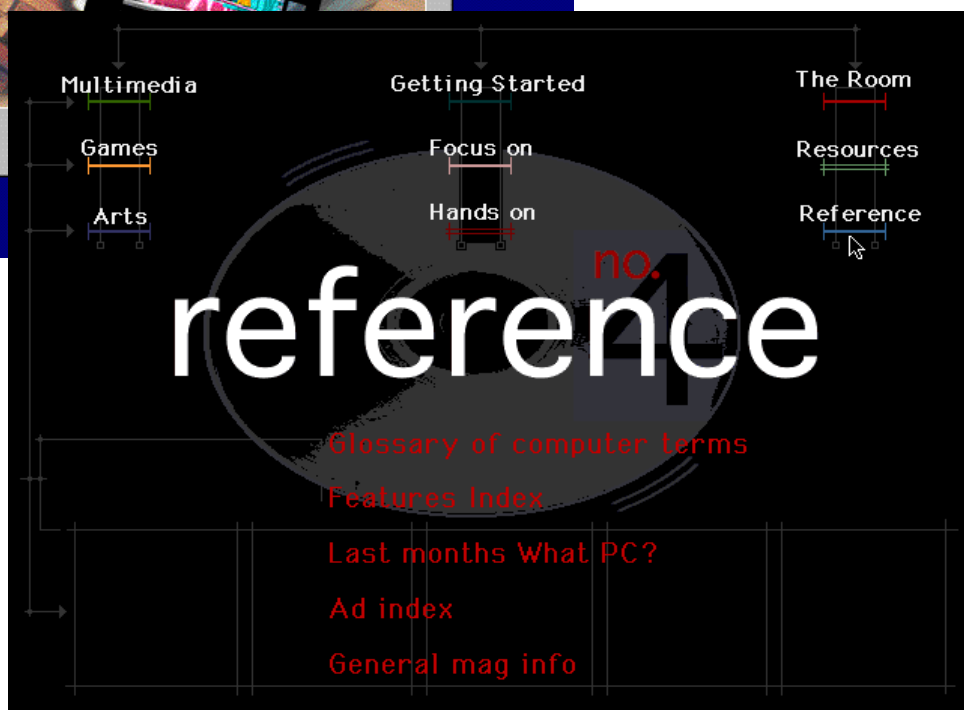 Multimedia
Getting Started
The Room
Games
Focus on
Resources
Arts
Hands on
Reference
no.
4
reference
Glossary of computer terms
Features Index
Last months What PC?
Ad index
General mag info